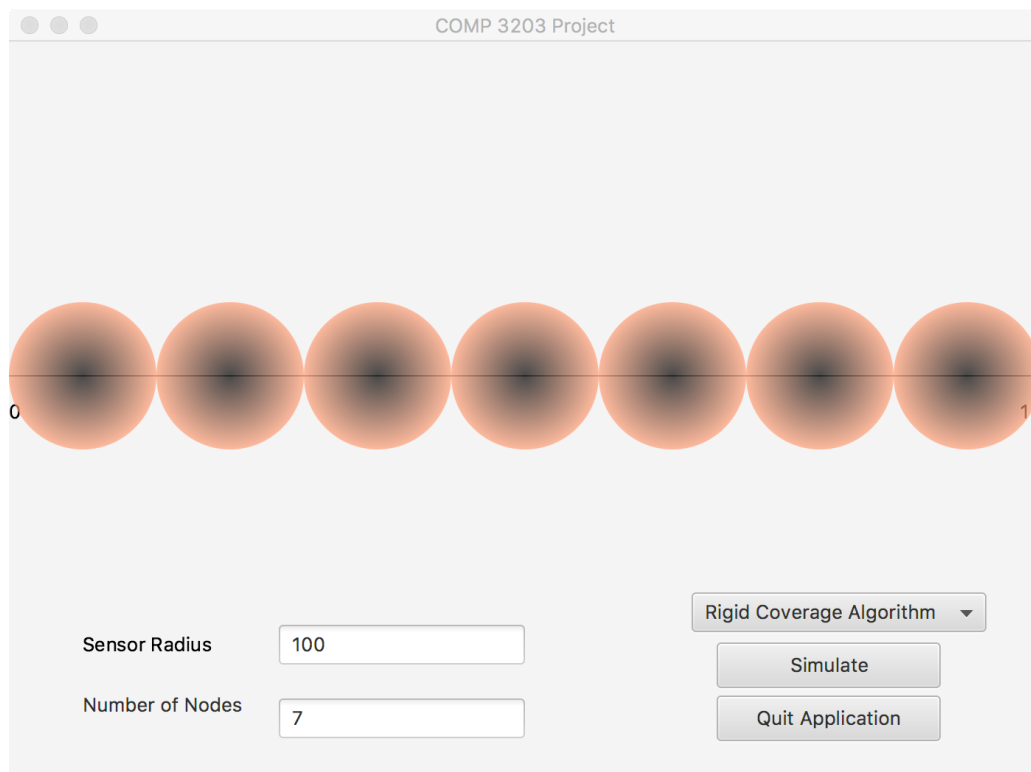 COMP 3203 Project
0
1
Rigid Coverage Algorithm
Sensor Radius
100
Simulate
Number of Nodes
7
Quit Application